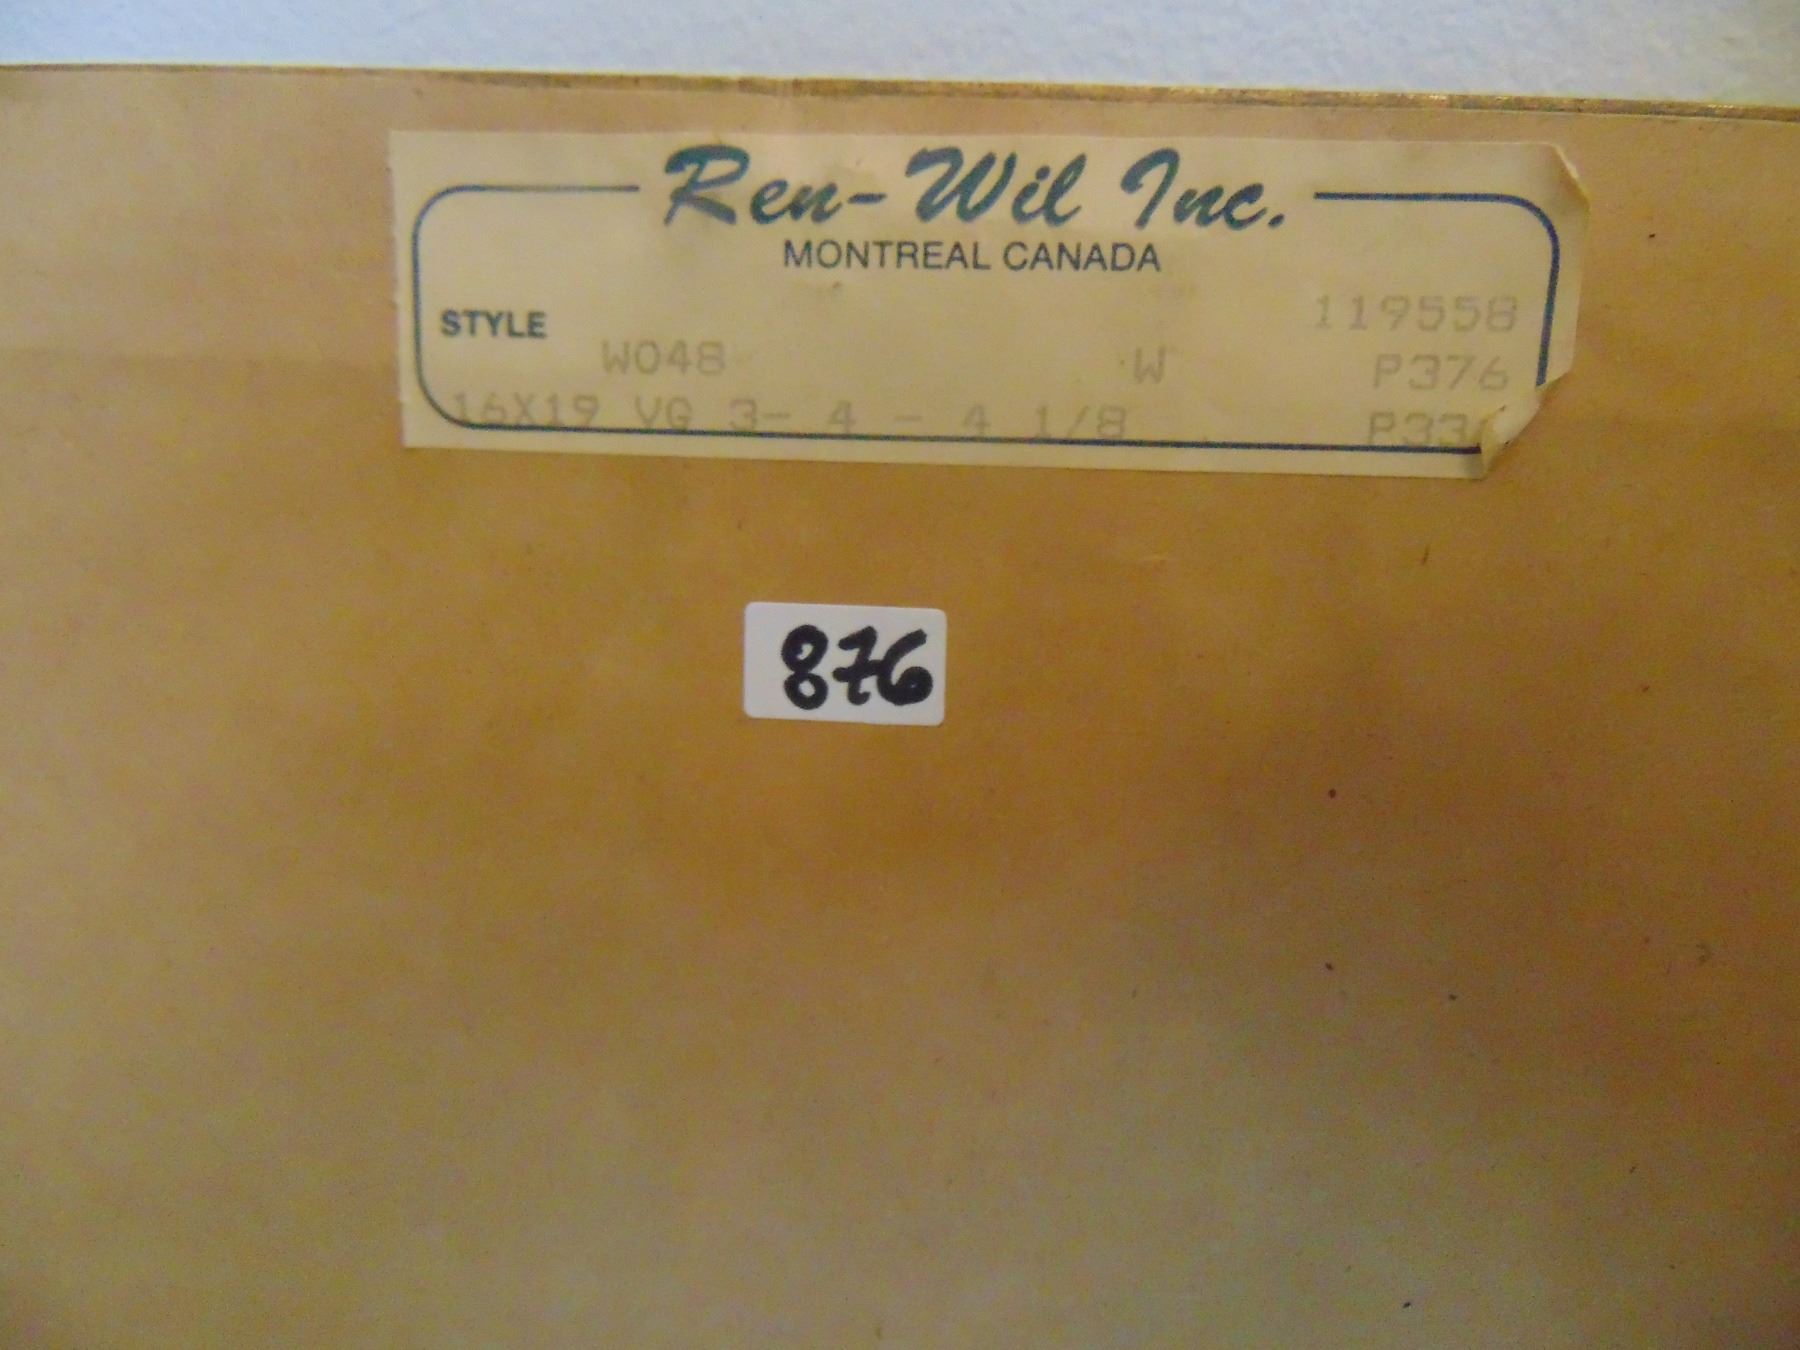 Ren-Wil Inc.
MONTREAL CANADA
119558
STYLE
W048 W P376
16X19 VG 3- 4 - 4 1/8
876